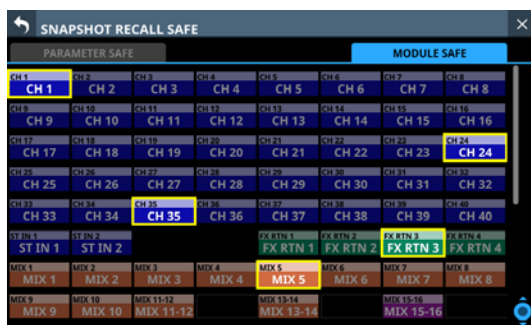 SNAPSHOT RECALL SAFE
PARAMETER SAFE MODULE SAFE
CH 1 CH 2 CH 3 CH 4 CH 5 CH 6 CH 7 CH 8
CH 1 CH 2 CH 3 CH 4 CH 5 CH 6 CH 7 CH 8
CH 9 CH 10 CH 11 CH 12 CH 13 CH 14 CH 15 CH 16
CH 9 CH 10 CH 11 CH 12 CH 13 CH 14 CH 15 CH 16
CH 17 CH 18 CH 19 CH 20 CH 21 CH 22 CH 23 CH 24
CH 17 CH 18 CH 19 CH 20 CH 21 CH 22 CH 23 CH 24
CH 25 CH 26 CH 27 CH 28 CH 29 CH 30 CH 31 CH 32
CH 25 CH 26 CH 27 CH 28 CH 29 CH 30 CH 31 CH 32
CH 33 CH 34 CH 35 CH 36 CH 37 CH 38 CH 39 CH 40
CH 33 CH 34 CH 35 CH 36 CH 37 CH 38 CH 39 CH 40
ST IN 1 ST IN 2 FX RTN 1 FX RTN 2 FX RTN 3 FX RTN 4
ST IN 1 ST IN 2 FX RTN 1 FX RTN 2 FX RTN 3 FX RTN 4
MIX 1 MIX 2 MIX 3 MIX 4 MIX 5 MIX 6 MIX 7 MIX 8
MIX 1 MIX 2 MIX 3 MIX 4 MIX 5 MIX 6 MIX 7 MIX 8
MIX 9 MIX 10 MIX 11-12 MIX 13-14 MIX 15-16
MIX 9 MIX 10 MIX 11-12 MIX 13-14 MIX 15-16